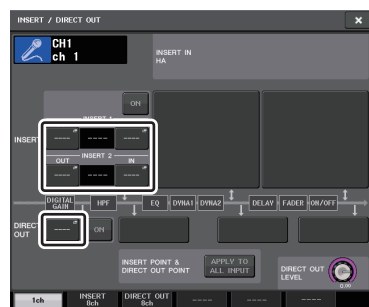 INSERT / DIRECT OUT
CH1
ch 1
INSERT IN
HA
ON
INSERT 1
INSERT
---- ---- ----
OUT INSERT 2 IN
---- ---- ----
DIGITAL GAIN HPF EQ DYNA1 DYNA2 DELAY FADER ON/OFF
DIRECT OUT
----
ON
INSERT POINT &
DIRECT OUT POINT
APPLY TO
ALL INPUT
DIRECT OUT
LEVEL
0.00
1ch
INSERT
8ch
DIRECT OUT
8ch
---- ---- ----